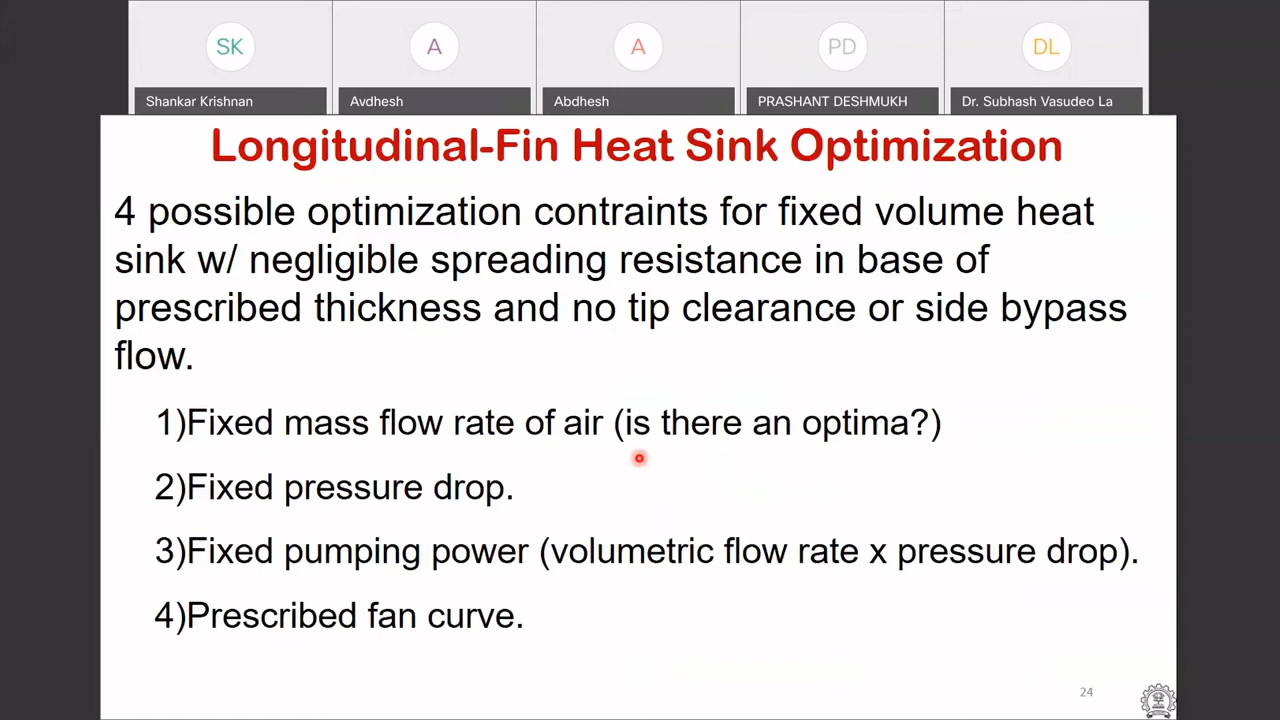 SK
A
A
PD
DL
Shankar Krishnan
Avdhesh
Abdhesh
PRASHANT DESHMUKH
Dr. Subhash Vasudeo La
Longitudinal-Fin Heat Sink Optimization
4 possible optimization contraints for fixed volume heat
sink w/ negligible spreading resistance in base of
prescribed thickness and no tip clearance or side bypass
flow.
1)Fixed mass flow rate of air (is there an optima?)
2)Fixed pressure drop.
3)Fixed pumping power (volumetric flow rate x pressure drop).
4)Prescribed fan curve.
24